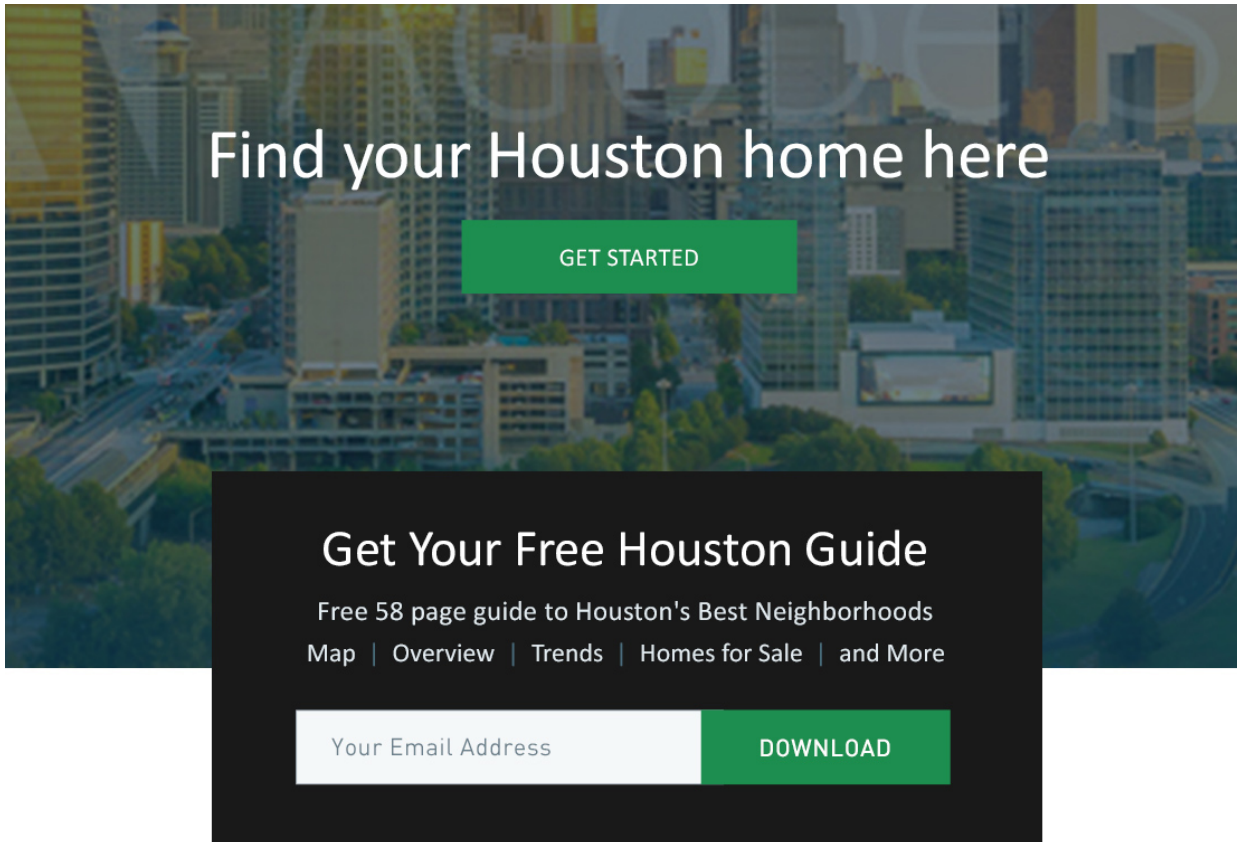 Find your Houston home here
GET STARTED
Get Your Free Houston Guide
Free 58 page guide to Houston's Best Neighborhoods
Map | Overview | Trends | Homes for Sale | and More
Your Email Address DOWNLOAD